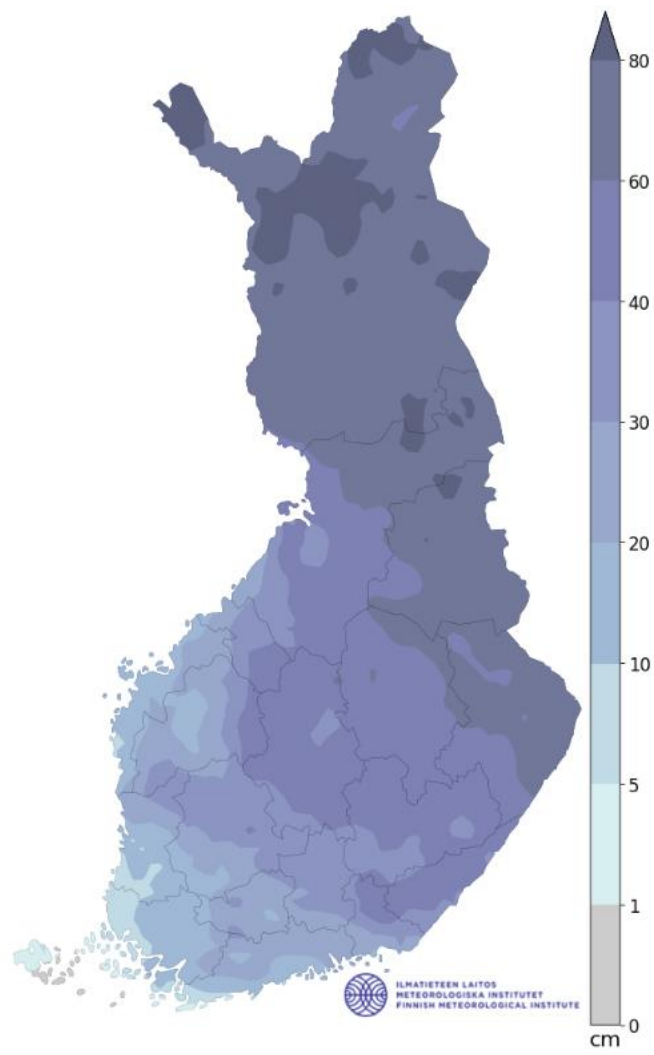 80
60
40
30
20
10
5
1
0
cm
ILMATIETEEN LAITOS
METEOROLOGISKA INSTITUTET
FINNISH METEOROLOGICAL INSTITUTE